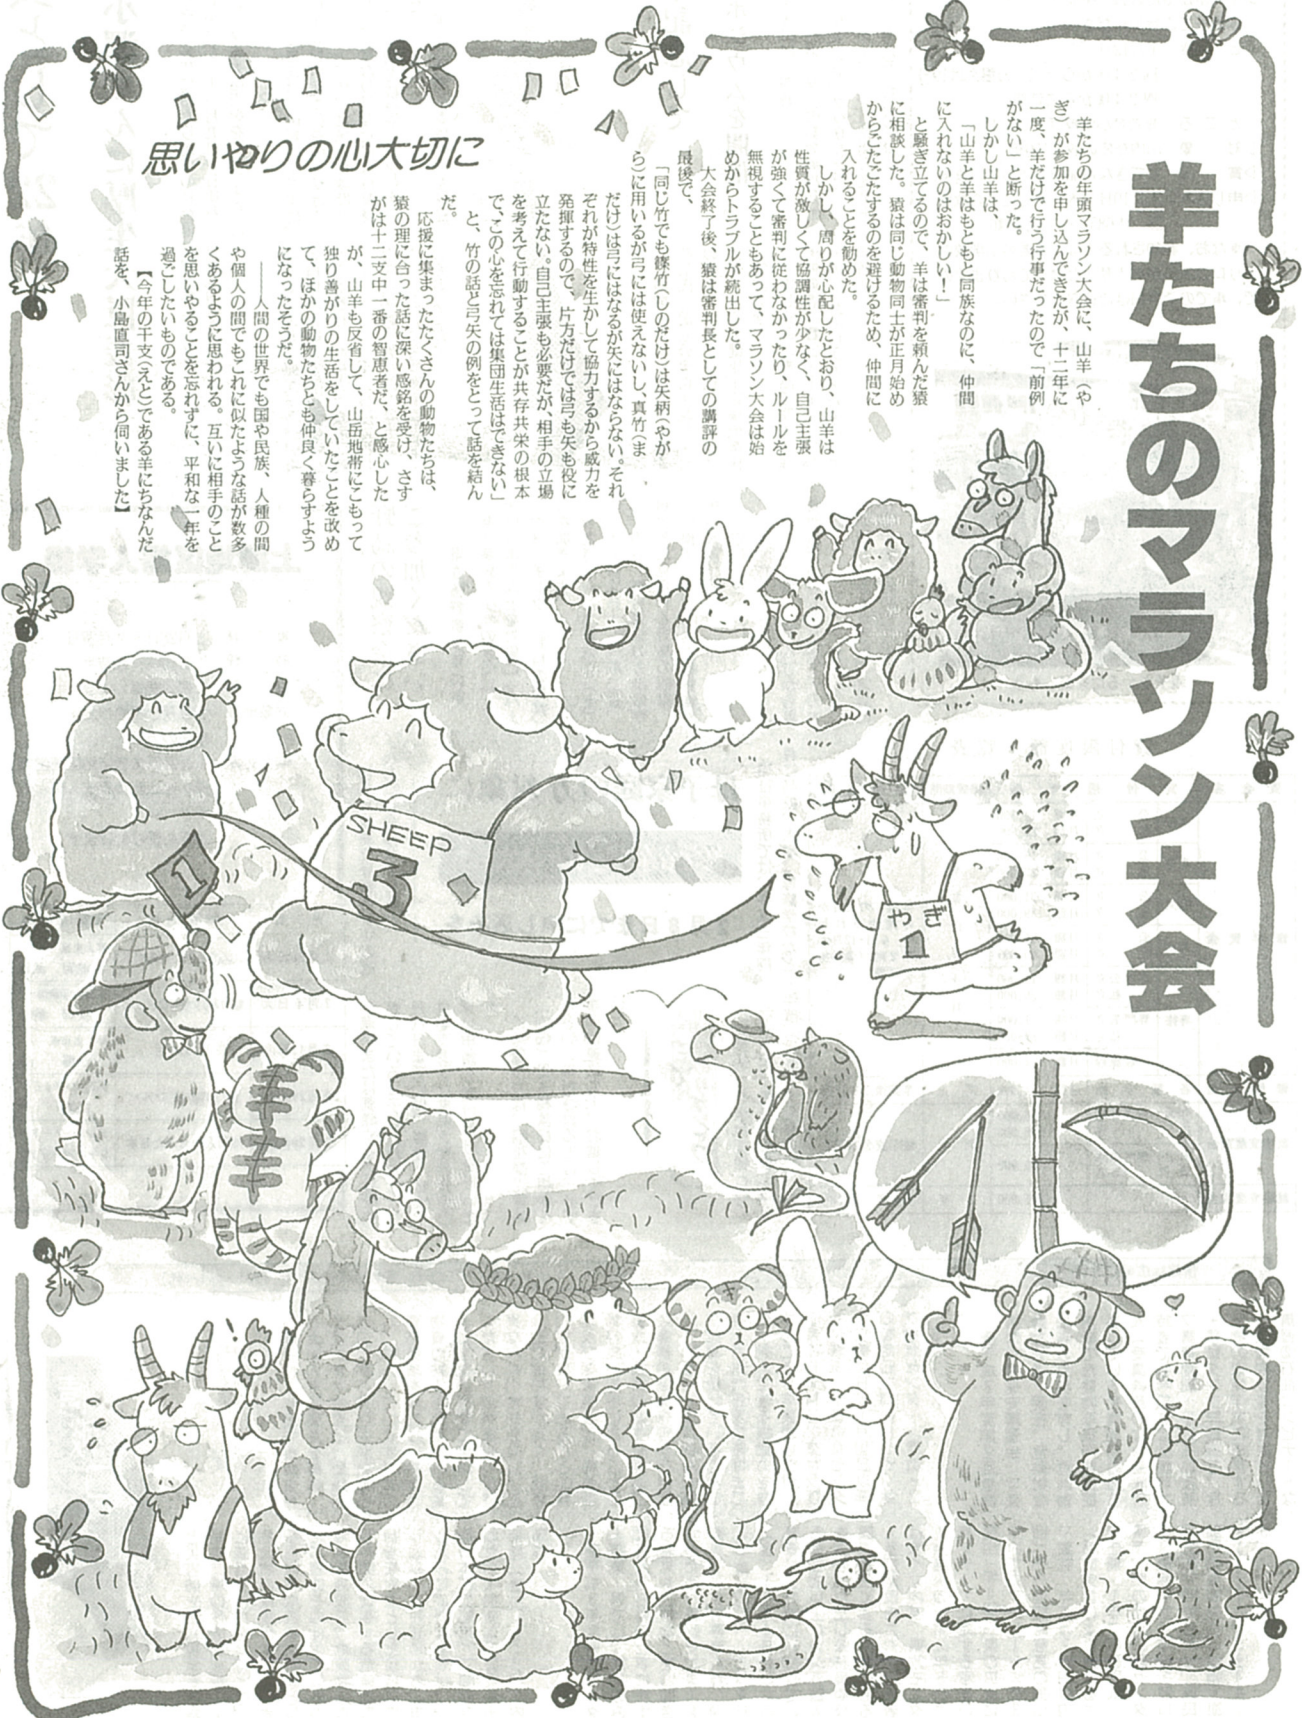 羊たちのマラソン大会
思いやりの心大切に
羊たちの年頭マラソン大会に、山羊（や
ぎ）が参加を申し込んできたが、十二年に
一度、羊だけで行う行事だったので「前例
がない」と断った。
しかし山羊は、
「山羊と羊はもともと同族なのに、仲間
に入れないのはおかしい！」
と騒ぎ立てるので、羊は審判を頼んだ猿
に相談した。猿は同じ動物同士が正月始め
からごたごたするのを避けるため、仲間に
入れることを勧めた。
しかし、周りが心配したとおり、山羊は
性質が激しくて協調性が少なく、自己主張
が強くて審判に従わなかったり、ルールを
無視することもあって、マラソン大会は始
めからトラブルが続出した。
大会終了後、猿は審判長としての講評の
最後で、
「同じ竹でも篠竹（しのだけ）は矢柄（やが
ら）に用いるが弓には使えないし、真竹（ま
だけ）は弓にはなるが矢にはならない。それ
ぞれが特性を生かして協力するから威力を
発揮するので、片方だけでは弓も矢も役に
立たない。自己主張も必要だが、相手の立場
を考えて行動することが共存共栄の根本
で、この心を忘れては集団生活はできない」
と、竹の話と弓矢の例をとって話を結ん
だ。
応援に集まったたくさんの動物たちは、
猿の理に合った話に深い感銘を受け、さす
がは十二支中一番の智恵者だ、と感心した
が、山羊も反省して、山岳地帯にこもって
独り善がりの生活をしていたことを改め
て、ほかの動物たちとも仲良く暮らすよう
になったそうだ。
――人間の世界でも国や民族、人種の間
や個人の間でもこれに似たような話が数多
くあるように思われる。互いに相手のこと
を思いやることを忘れずに、平和な一年を
過ごしたいものである。
【今年の干支（えと）である羊にちなんだ
話を、小島直司さんから伺いました】
SHEEP
3
やぎ
1
1